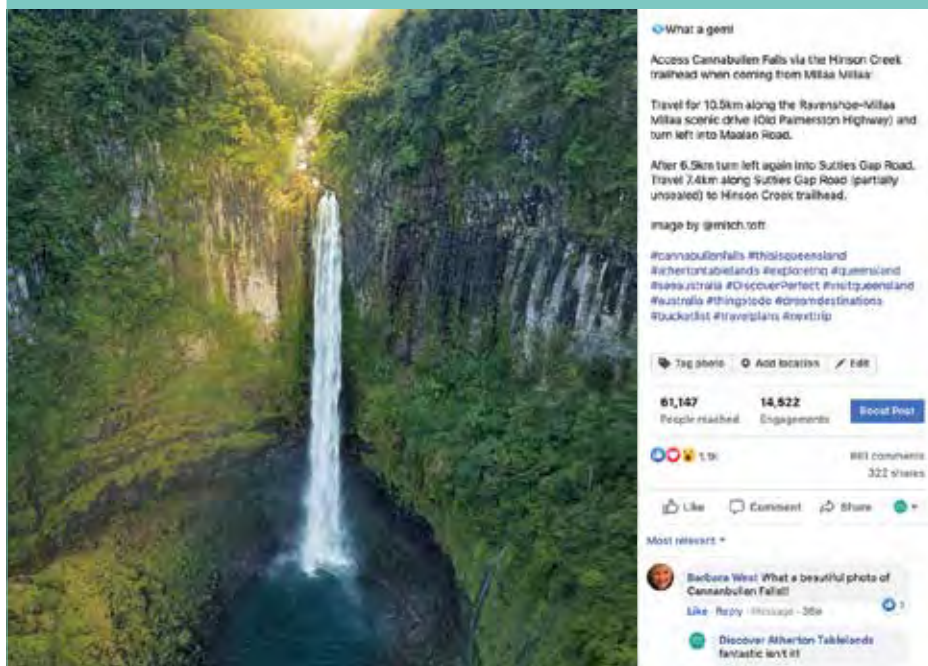 What a gem!
Access Cannabullen Falls via the Hinson Creek
trailhead when coming from Millaa Millaa:
Travel for 10.5km along the Ravenshoe-Millaa
Millaa scenic drive (Old Palmerston Highway) and
turn left into Maalan Road.
After 6.5km turn left again into Sutties Gap Road.
Travel 7.4km along Sutties Gap Road (partially
unsealed) to Hinson Creek trailhead.
Image by @mitch.toft
#cannabullenfalls #thisisqueensland
#athertontablelands #exploretnq #queensland
#seeaustralia #DiscoverPerfect #visitqueensland
#australia #thingstodo #dreamdestinations
#bucketlist #travelplans #nexttrip
Tag photo Add location Edit
61,147 14,522 Boost Post
People reached Engagements
1.1K comments
322 shares
Like Comment Share
Most relevant
Barbara West What a beautiful photo of
Cannanbullen Falls!!
Like · Reply · Message ·
1
Discover Atherton Tablelands
fantastic isn't it!